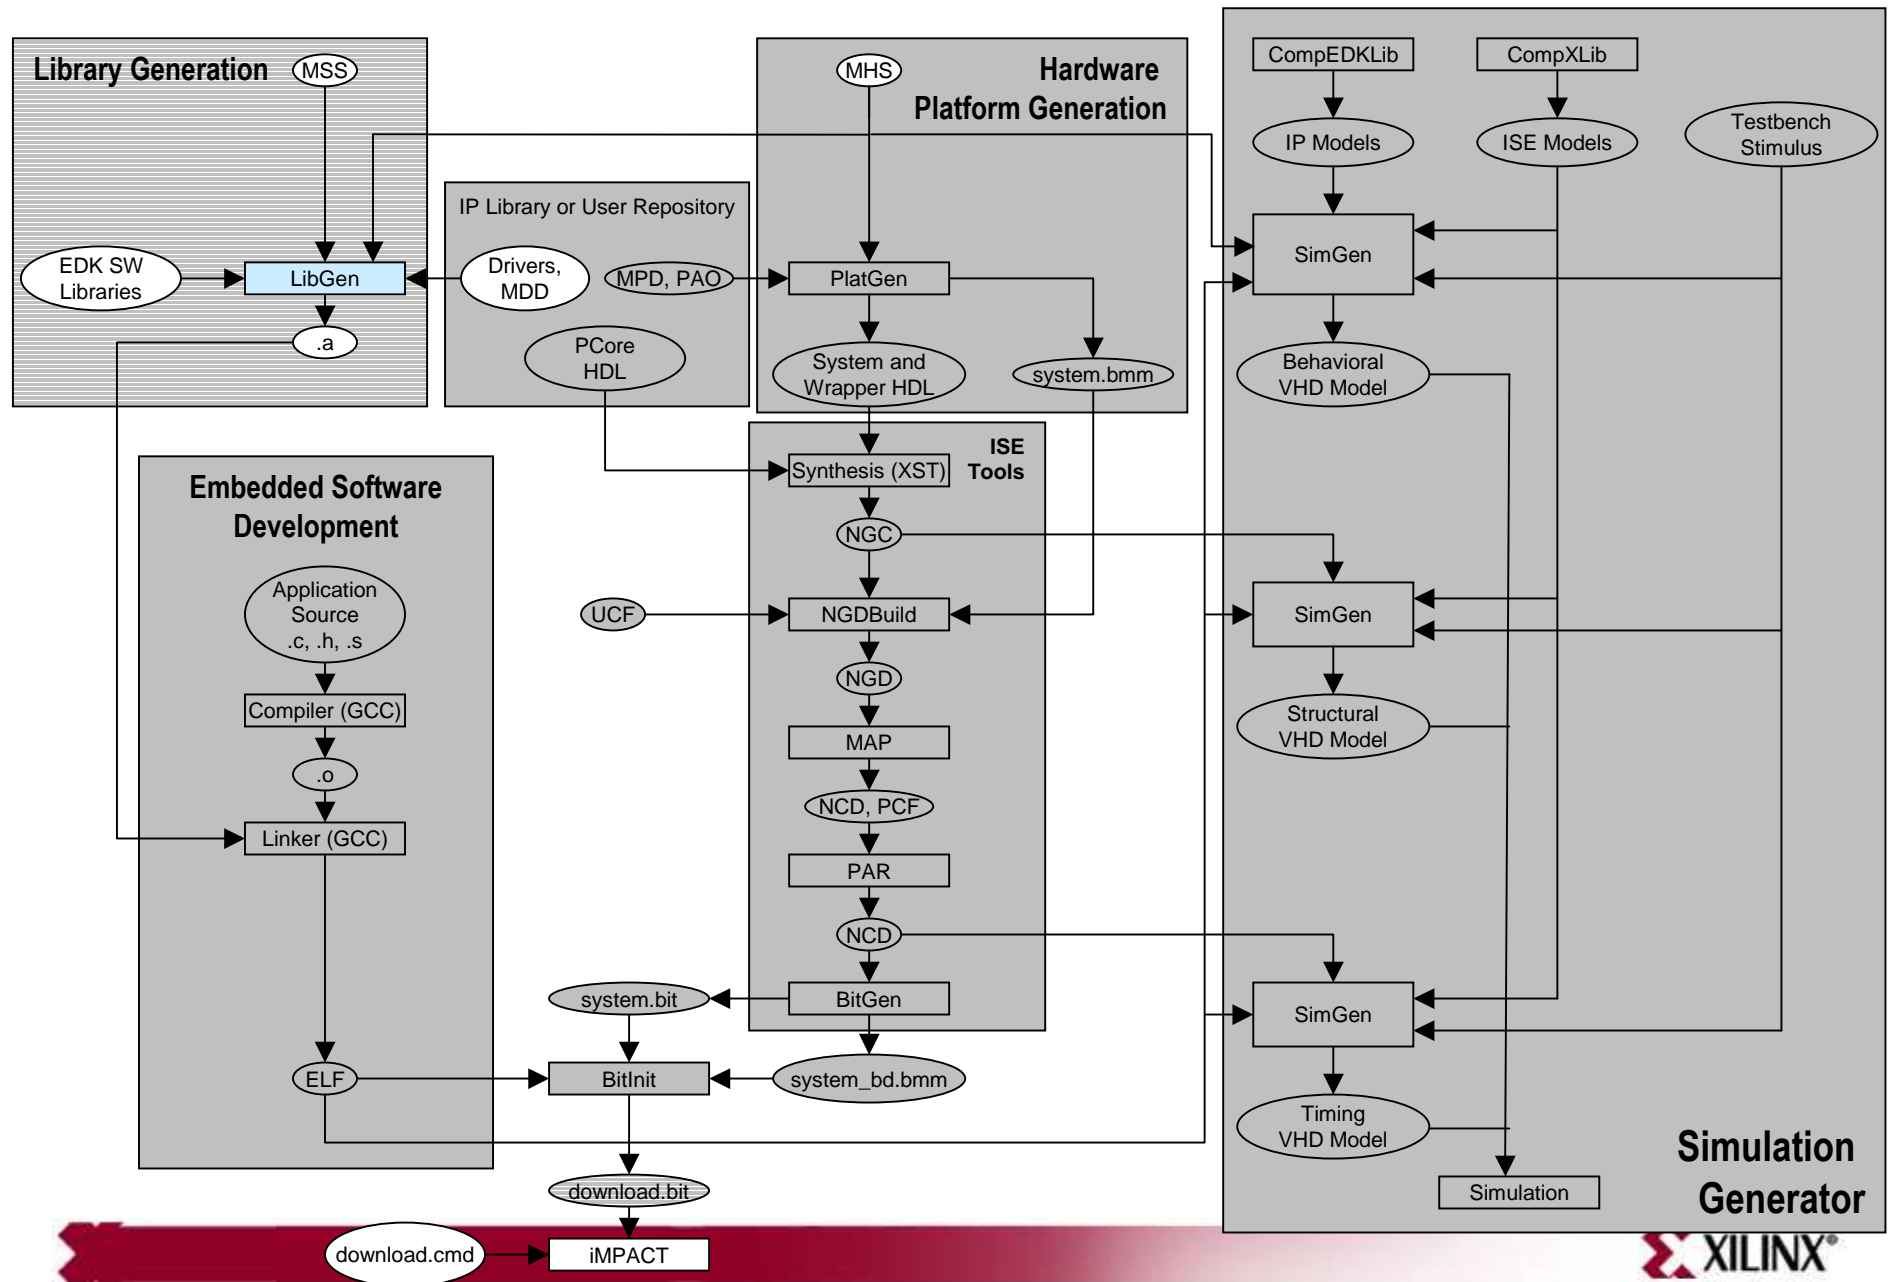 Library Generation
MSS
EDK SW
Libraries
LibGen
.a
IP Library or User Repository
Drivers,
MDD
MPD, PAO
PCore
HDL
MHS
Hardware
Platform Generation
PlatGen
System and
Wrapper HDL
system.bmm
ISE
Tools
Synthesis (XST)
NGC
UCF
NGDBuild
NGD
MAP
NCD, PCF
PAR
NCD
BitGen
system.bit
BitInit
system_bd.bmm
Embedded Software
Development
Application
Source
.c, .h, .s
Compiler (GCC)
.o
Linker (GCC)
ELF
download.bit
download.cmd
iMPACT
CompEDKLib
CompXLib
IP Models
ISE Models
Testbench
Stimulus
SimGen
Behavioral
VHD Model
SimGen
Structural
VHD Model
SimGen
Timing
VHD Model
Simulation
Simulation
Generator
XILINX®